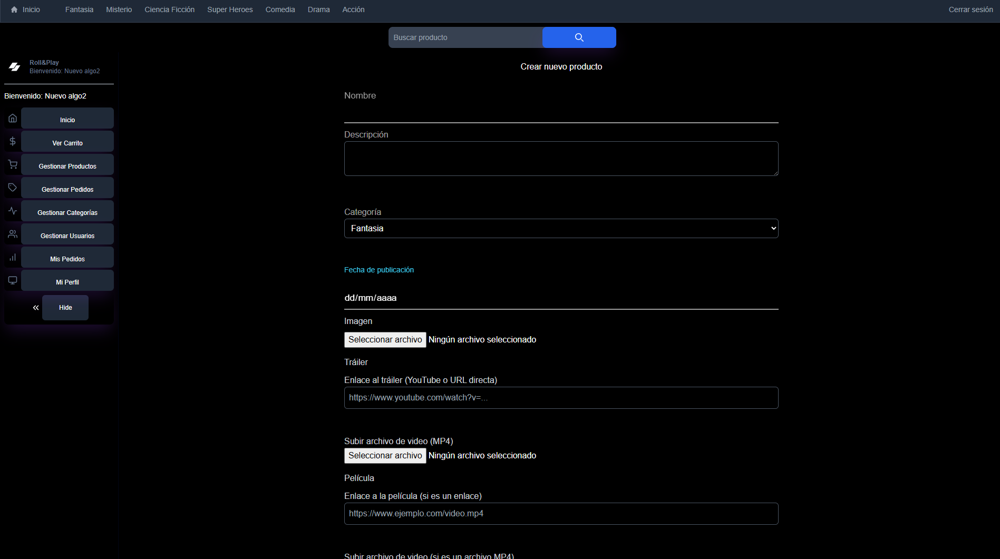 Inicio Fantasia Misterio Ciencia Ficción Super Heroes Comedia Drama Acción Cerrar sesión
Buscar producto
Roll&Play
Bienvenido: Nuevo algo2
Bienvenido: Nuevo algo2
Inicio
Ver Carrito
Gestionar Productos
Gestionar Pedidos
Gestionar Categorías
Gestionar Usuarios
Mis Pedidos
Mi Perfil
Hide
Crear nuevo producto
Nombre
Descripción
Categoría
Fantasia
Fecha de publicación
dd/mm/aaaa
Imagen
Seleccionar archivo Ningún archivo seleccionado
Tráiler
Enlace al tráiler (YouTube o URL directa)
https://www.youtube.com/watch?v=...
Subir archivo de video (MP4)
Seleccionar archivo Ningún archivo seleccionado
Película
Enlace a la película (si es un enlace)
https://www.ejemplo.com/video.mp4
Subir archivo de video (si es un archivo MP4)